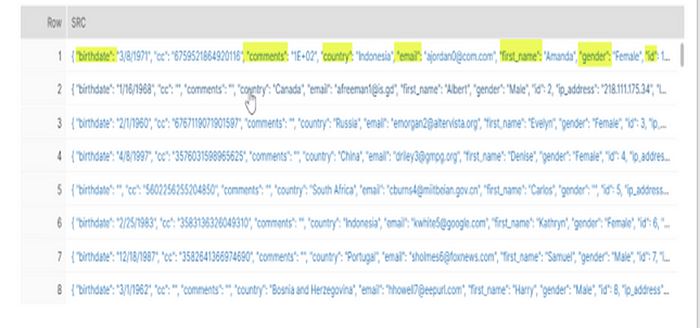 Row SRC
1 { "birthdate": "3/8/1971", "cc": "6759521864920116", "comments": "1E+02", "country": "Indonesia", "email": "ajordan0@com.com", "first_name": "Amanda", "gender": "Female", "id": 1...
2 { "birthdate": "1/16/1968", "cc": "", "comments": "", "country": "Canada", "email": "afreeman1@is.gd", "first_name": "Albert", "gender": "Male", "id": 2, "ip_address": "218.111.175.34", "l...
3 { "birthdate": "2/1/1960", "cc": "6767119071901597", "comments": "", "country": "Russia", "email": "emorgan2@altervista.org", "first_name": "Evelyn", "gender": "Female", "id": 3, "ip_...
4 { "birthdate": "4/8/1997", "cc": "3576031598965625", "comments": "", "country": "China", "email": "driley3@gmpg.org", "first_name": "Denise", "gender": "Female", "id": 4, "ip_addres...
5 { "birthdate": "", "cc": "5602256255204850", "comments": "", "country": "South Africa", "email": "cburns4@miitbeian.gov.cn", "first_name": "Carlos", "gender": "", "id": 5, "ip_address...
6 { "birthdate": "2/25/1983", "cc": "3583136326049310", "comments": "", "country": "Indonesia", "email": "kwhite5@google.com", "first_name": "Kathryn", "gender": "Female", "id": 6, "...
7 { "birthdate": "12/18/1987", "cc": "3582641366974690", "comments": "", "country": "Portugal", "email": "sholmes6@foxnews.com", "first_name": "Samuel", "gender": "Male", "id": 7, "i...
8 { "birthdate": "3/1/1962", "cc": "", "comments": "", "country": "Bosnia and Herzegovina", "email": "hhowell7@eepurl.com", "first_name": "Harry", "gender": "Male", "id": 8, "ip_address"...